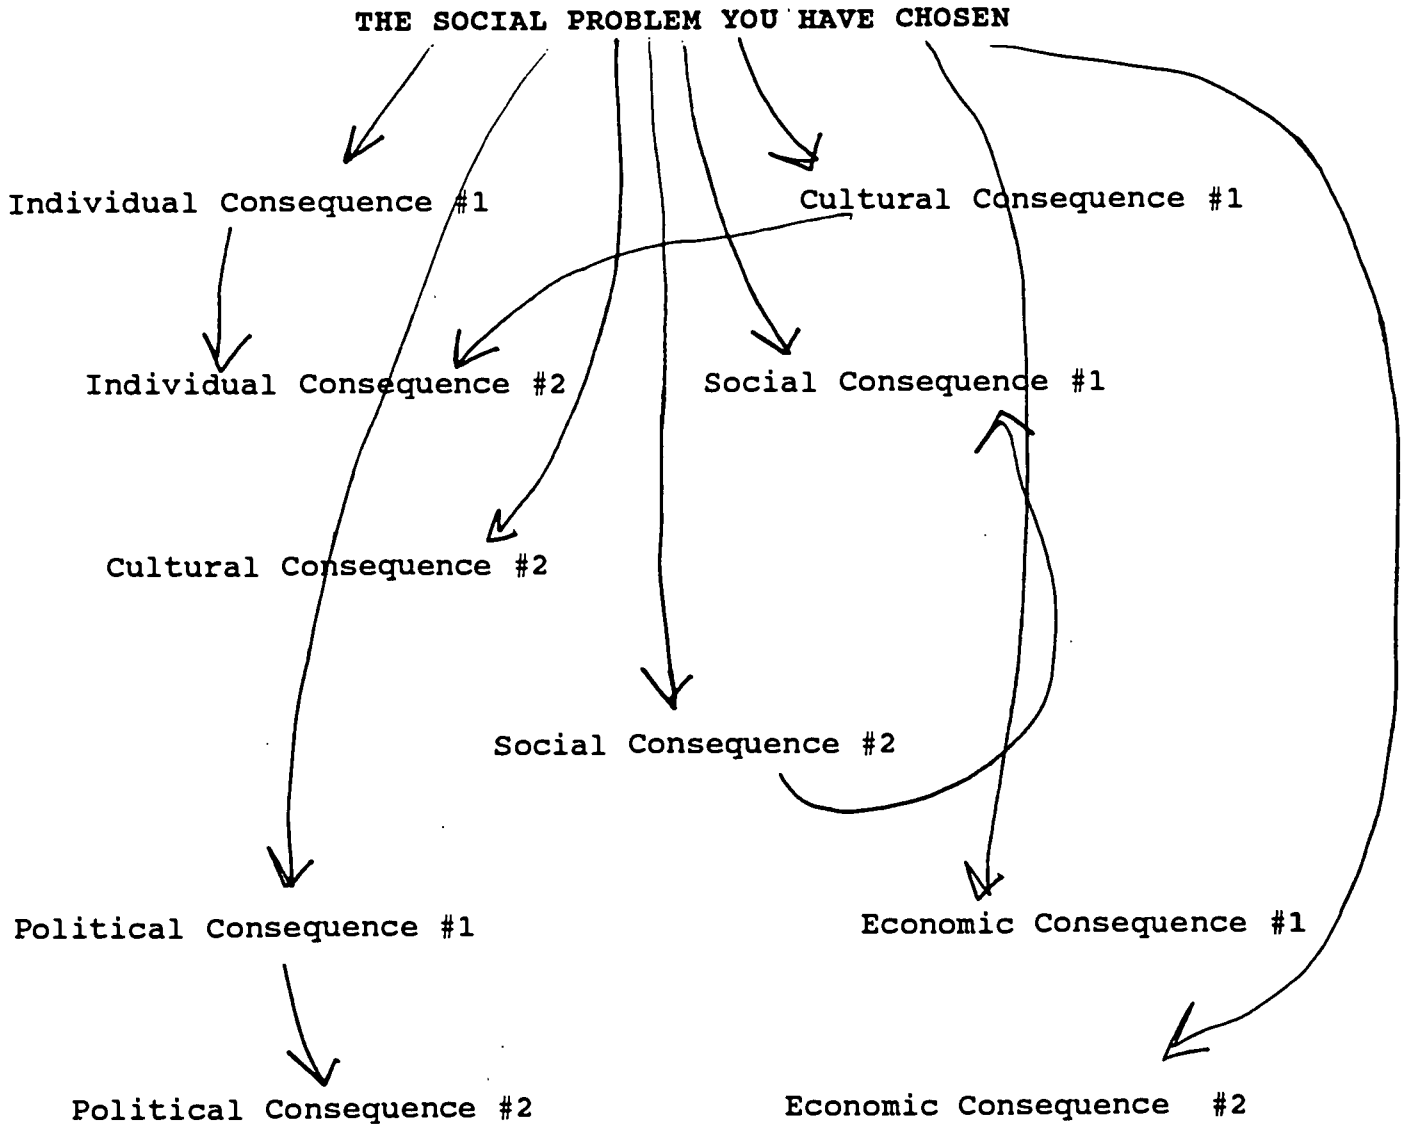 THE SOCIAL PROBLEM YOU HAVE CHOSEN
Individual Consequence #1
Cultural Consequence #1
Individual Consequence #2
Social Consequence #1
Cultural Consequence #2
Social Consequence #2
Political Consequence #1
Economic Consequence #1
Political Consequence #2
Economic Consequence #2